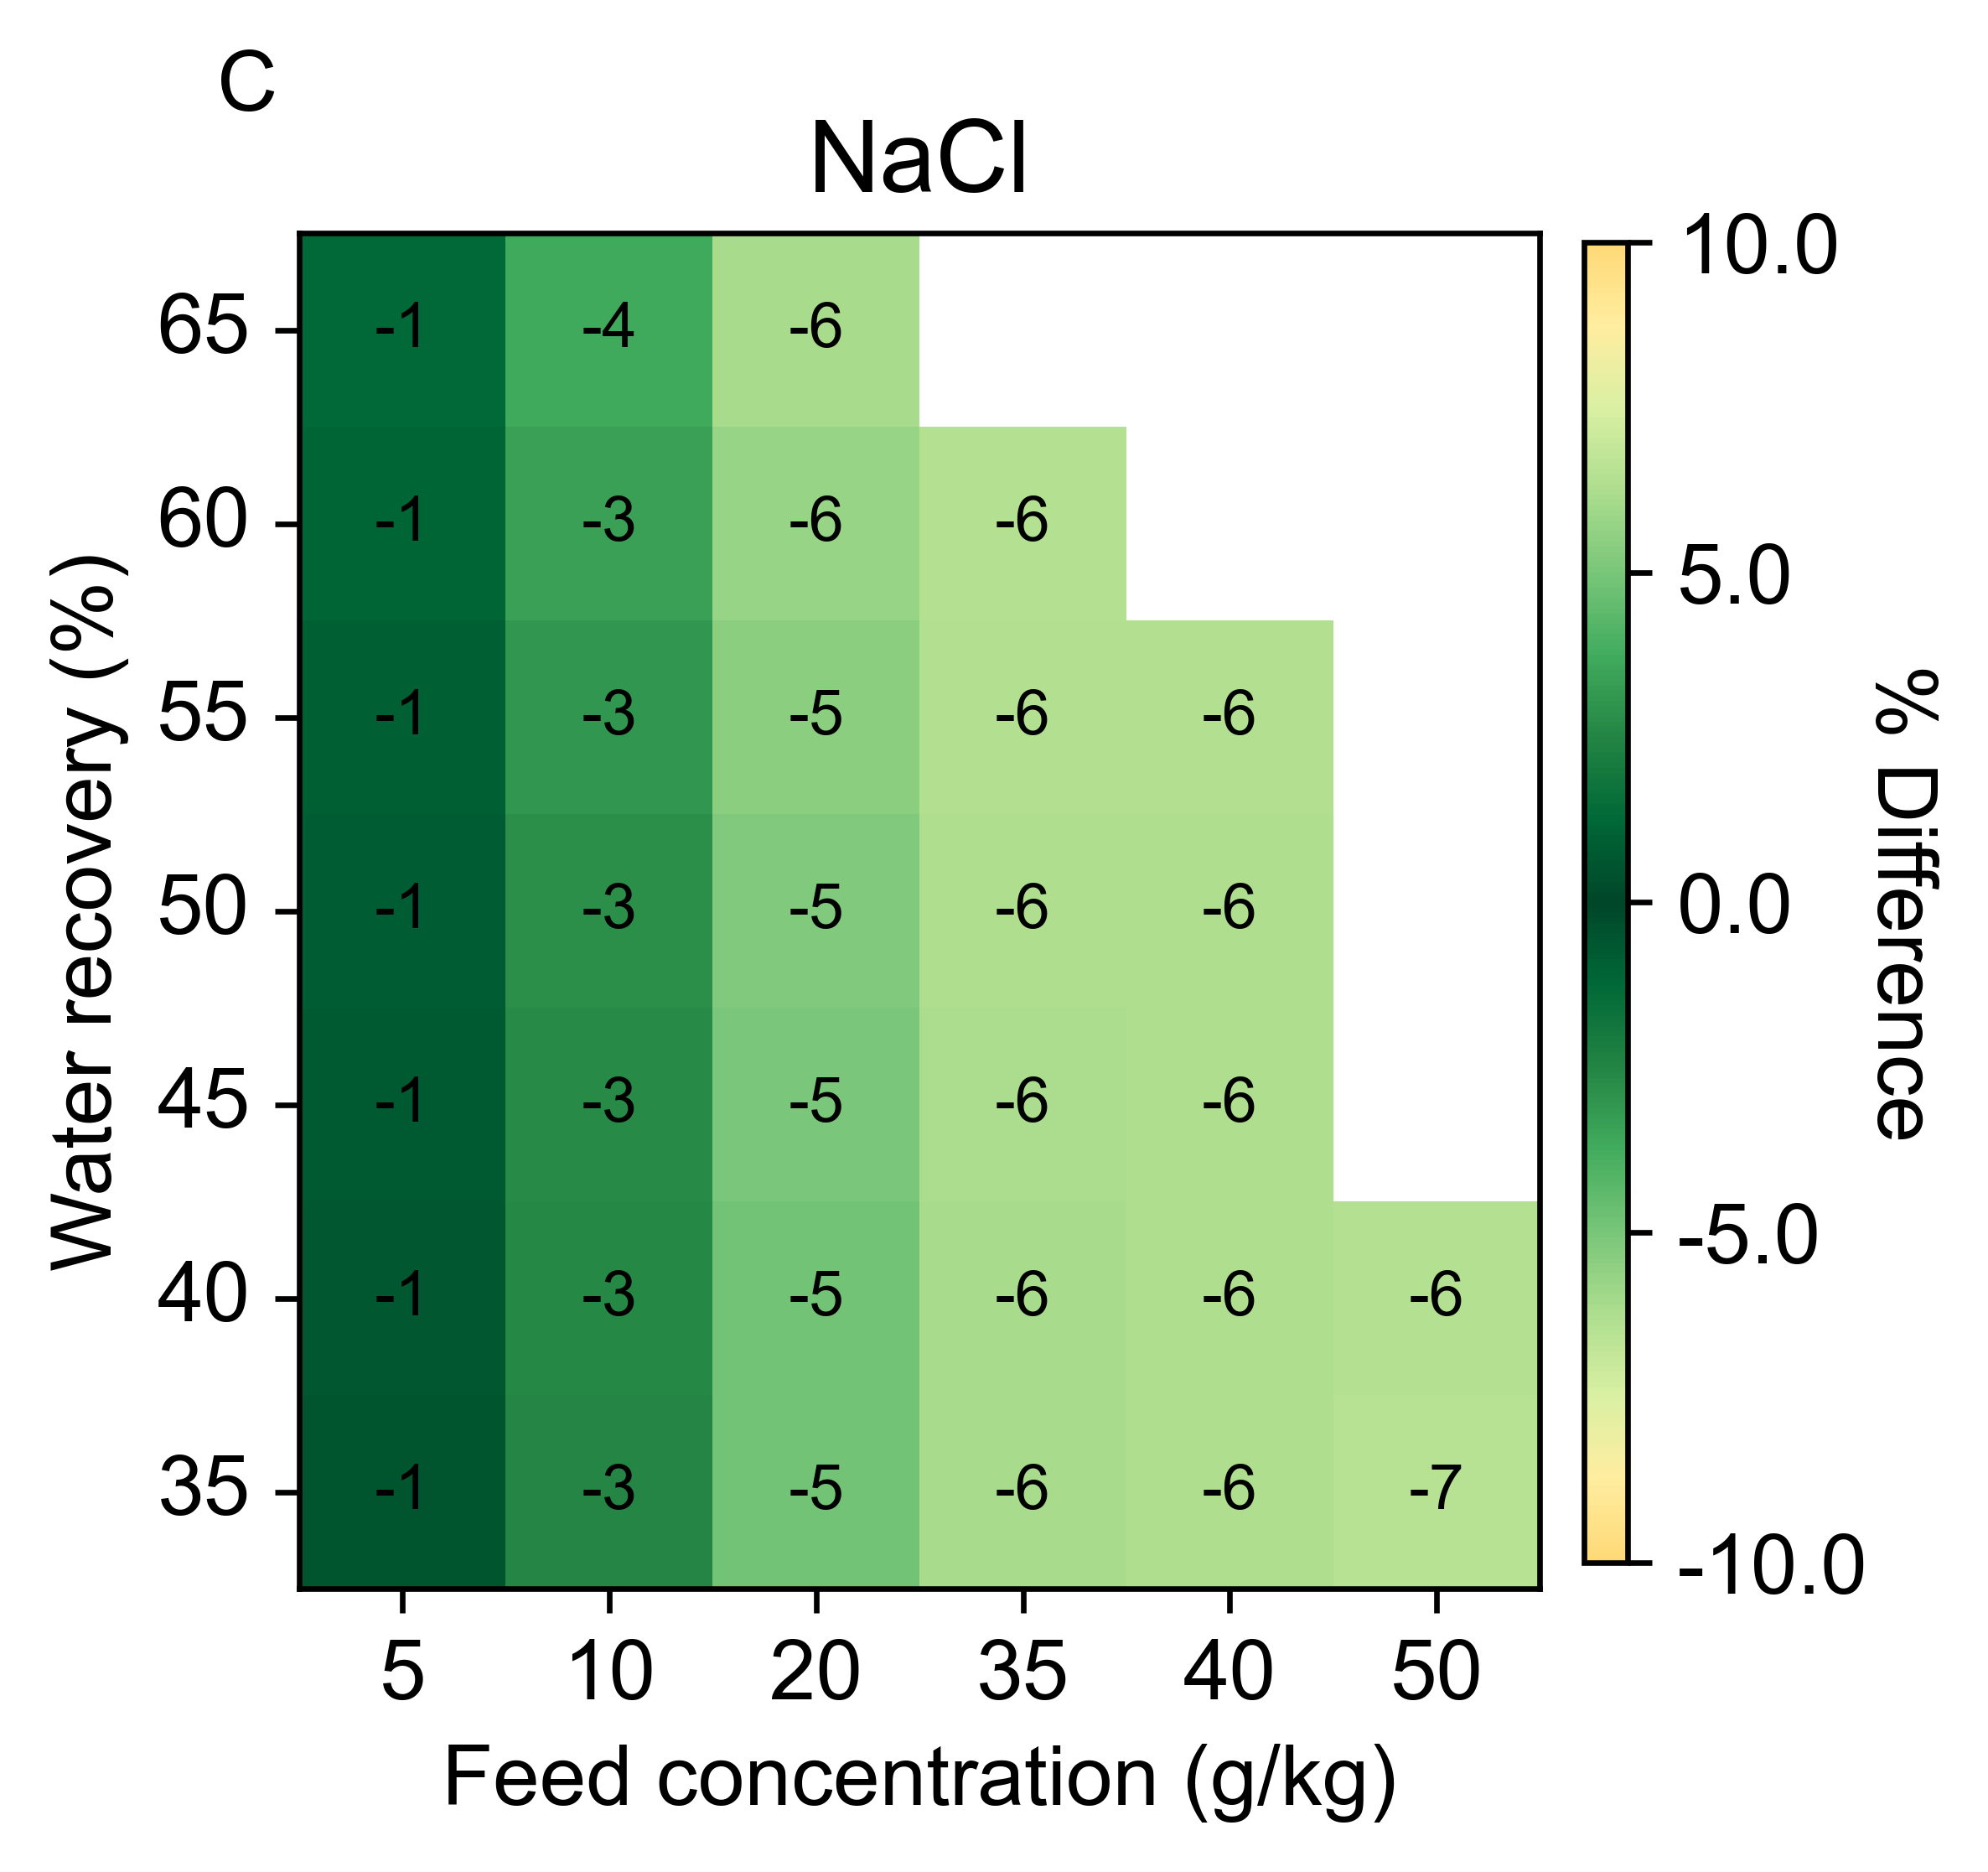 C
NaCl
65 -1 -4 -6
60 -1 -3 -6 -6
55 -1 -3 -5 -6 -6
50 -1 -3 -5 -6 -6
45 -1 -3 -5 -6 -6
40 -1 -3 -5 -6 -6 -6
35 -1 -3 -5 -6 -6 -7
5 10 20 35 40 50
Feed concentration (g/kg)
Water recovery (%)
10.0
5.0
0.0
-5.0
-10.0
% Difference